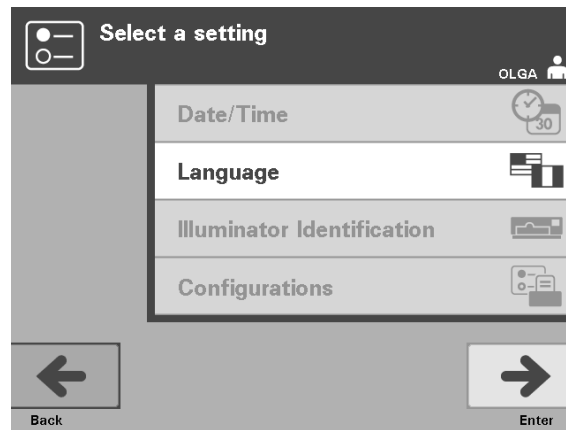 Select a setting
OLGA
Date/Time
30
Language
Illuminator Identification
Configurations
Back
Enter